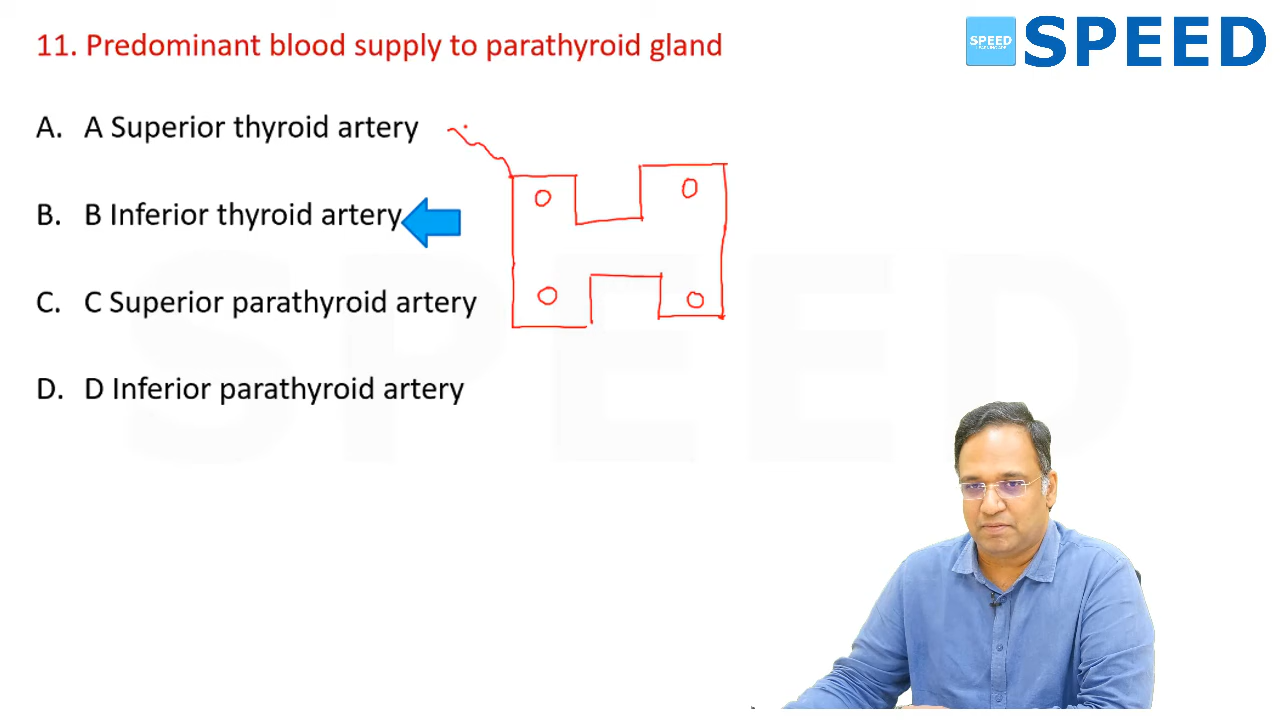 11. Predominant blood supply to parathyroid gland
SPEED
SPEED
A. A Superior thyroid artery
B. B Inferior thyroid artery
C. C Superior parathyroid artery
D. D Inferior parathyroid artery
SPEED